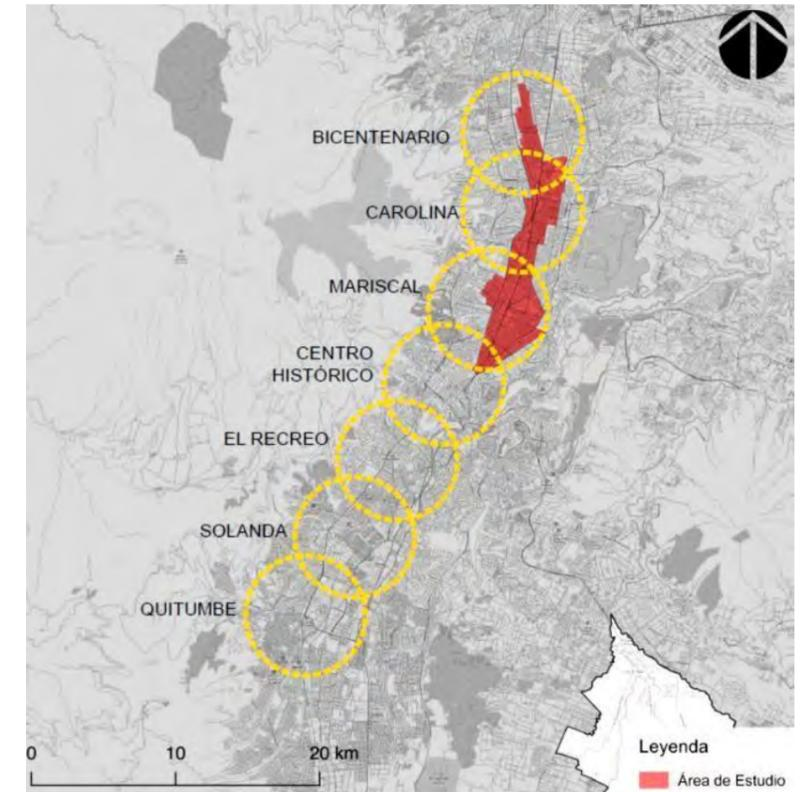 BICENTENARIO
CAROLINA
MARISCAL
CENTRO
HISTÓRICO
EL RECREO
SOLANDA
QUITUMBE
0 10 20 km
Leyenda
Área de Estudio